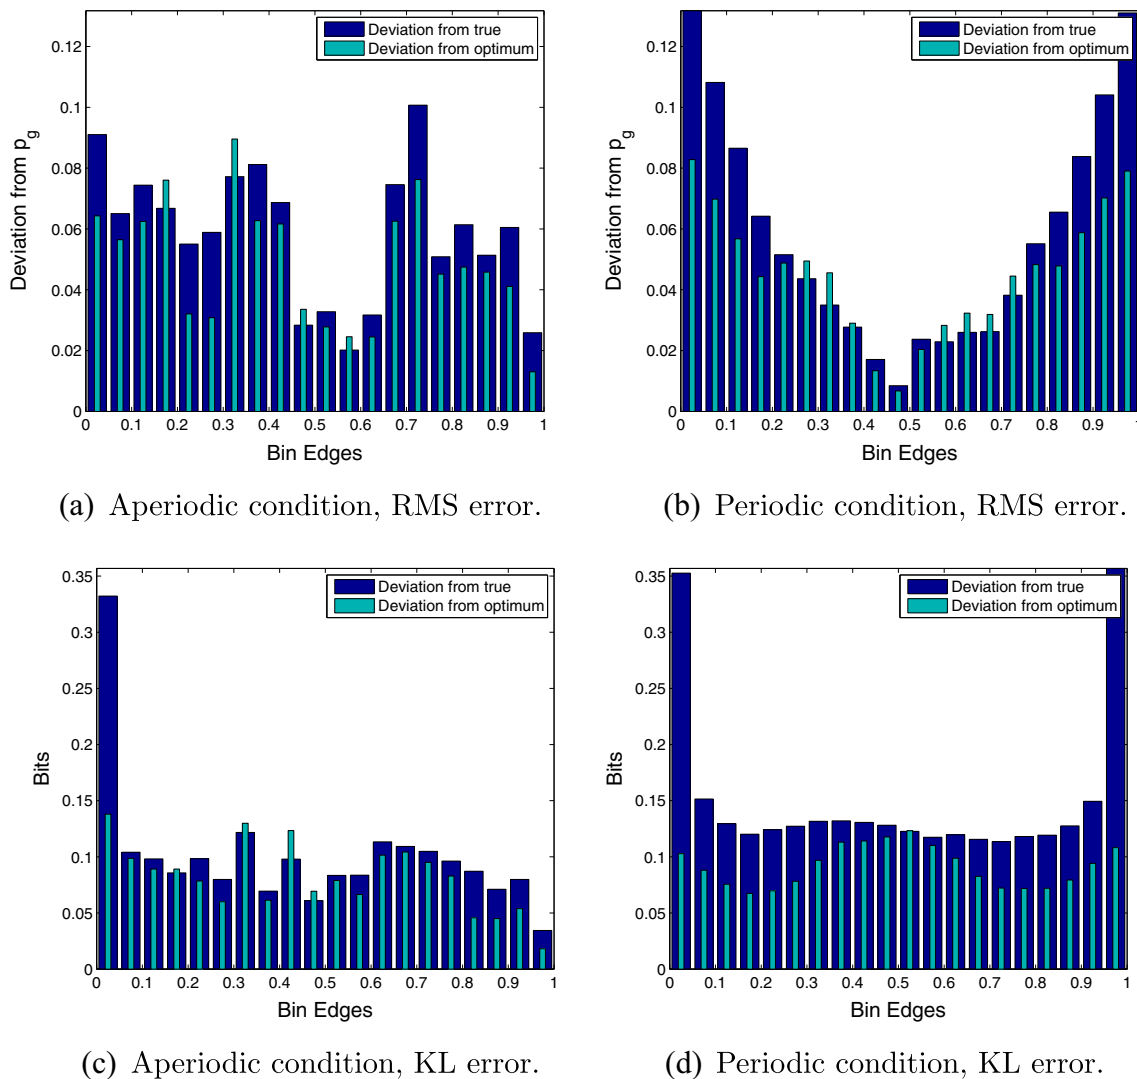 Deviation from true
Deviation from optimum
0.12
0.1
0.08
0.06
0.04
0.02
0
Deviation from p_g
0 0.1 0.2 0.3 0.4 0.5 0.6 0.7 0.8 0.9 1
Bin Edges
(a) Aperiodic condition, RMS error.
Deviation from true
Deviation from optimum
0.12
0.1
0.08
0.06
0.04
0.02
0
Deviation from p_g
0 0.1 0.2 0.3 0.4 0.5 0.6 0.7 0.8 0.9 1
Bin Edges
(b) Periodic condition, RMS error.
Deviation from true
Deviation from optimum
0.35
0.3
0.25
0.2
0.15
0.1
0.05
0
Bits
0 0.1 0.2 0.3 0.4 0.5 0.6 0.7 0.8 0.9 1
Bin Edges
(c) Aperiodic condition, KL error.
Deviation from true
Deviation from optimum
0.35
0.3
0.25
0.2
0.15
0.1
0.05
0
Bits
0 0.1 0.2 0.3 0.4 0.5 0.6 0.7 0.8 0.9 1
Bin Edges
(d) Periodic condition, KL error.